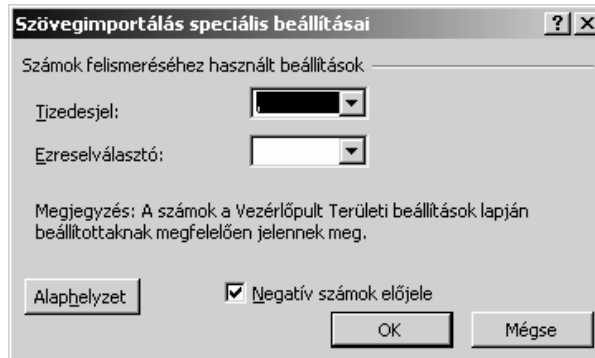 Szövegimportálás speciális beállításai
Számok felismeréséhez használt beállítások
Tizedesjel: ,
Ezreselválasztó:
Megjegyzés: A számok a Vezérlőpult Területi beállítások lapján
beállítottaknak megfelelően jelennek meg.
Alaphelyzet
Negatív számok előjele
OK
Mégse